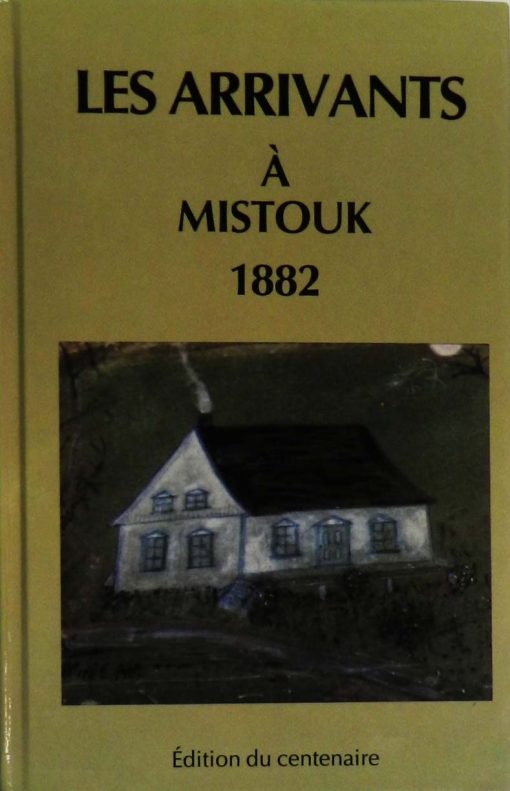 LES ARRIVANTS
À
MISTOUK
1882
Édition du centenaire